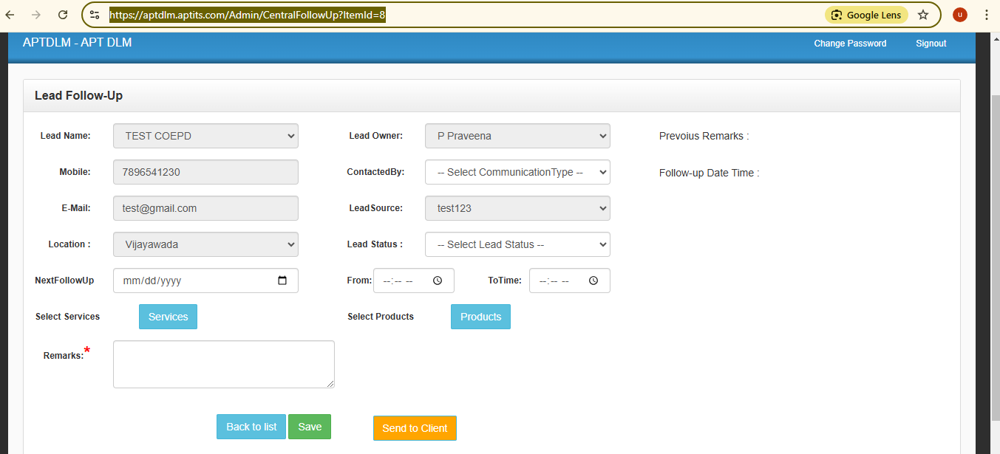 https://aptdlm.aptits.com/Admin/CentralFollowUp?ItemId=8
Google Lens
u
APTDLM - APT DLM
Change Password
Signout
Lead Follow-Up
Lead Name: TEST COEPD Lead Owner: P Praveena Prevoius Remarks :
Mobile: 7896541230 ContactedBy: -- Select CommunicationType -- Follow-up Date Time :
E-Mail: test@gmail.com LeadSource: test123
Location : Vijayawada Lead Status : -- Select Lead Status --
NextFollowUp mm/dd/yyyy From: --:-- -- ToTime: --:-- --
Select Services Services Select Products Products
Remarks:*
Back to list Save Send to Client